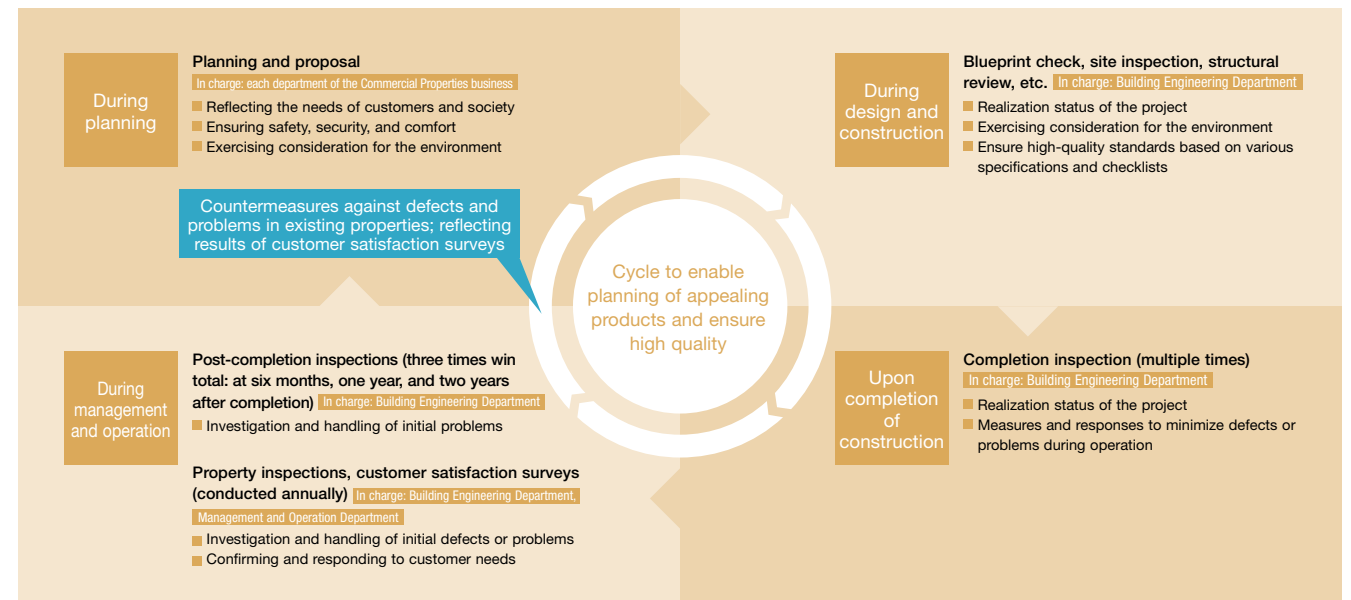 During
planning
Planning and proposal
In charge: each department of the Commercial Properties business
Reflecting the needs of customers and society
Ensuring safety, security, and comfort
Exercising consideration for the environment
During
design and
construction
Blueprint check, site inspection, structural
review, etc. In charge: Building Engineering Department
Realization status of the project
Exercising consideration for the environment
Ensure high-quality standards based on various
specifications and checklists
Countermeasures against defects and
problems in existing properties; reflecting
results of customer satisfaction surveys
Cycle to enable
planning of appealing
products and ensure
high quality
During
management
and operation
Post-completion inspections (three times win
total: at six months, one year, and two years
after completion) In charge: Building Engineering Department
Investigation and handling of initial problems
Property inspections, customer satisfaction surveys
(conducted annually) In charge: Building Engineering Department,
Management and Operation Department
Investigation and handling of initial defects or problems
Confirming and responding to customer needs
Upon
completion
of
construction
Completion inspection (multiple times)
In charge: Building Engineering Department
Realization status of the project
Measures and responses to minimize defects or
problems during operation